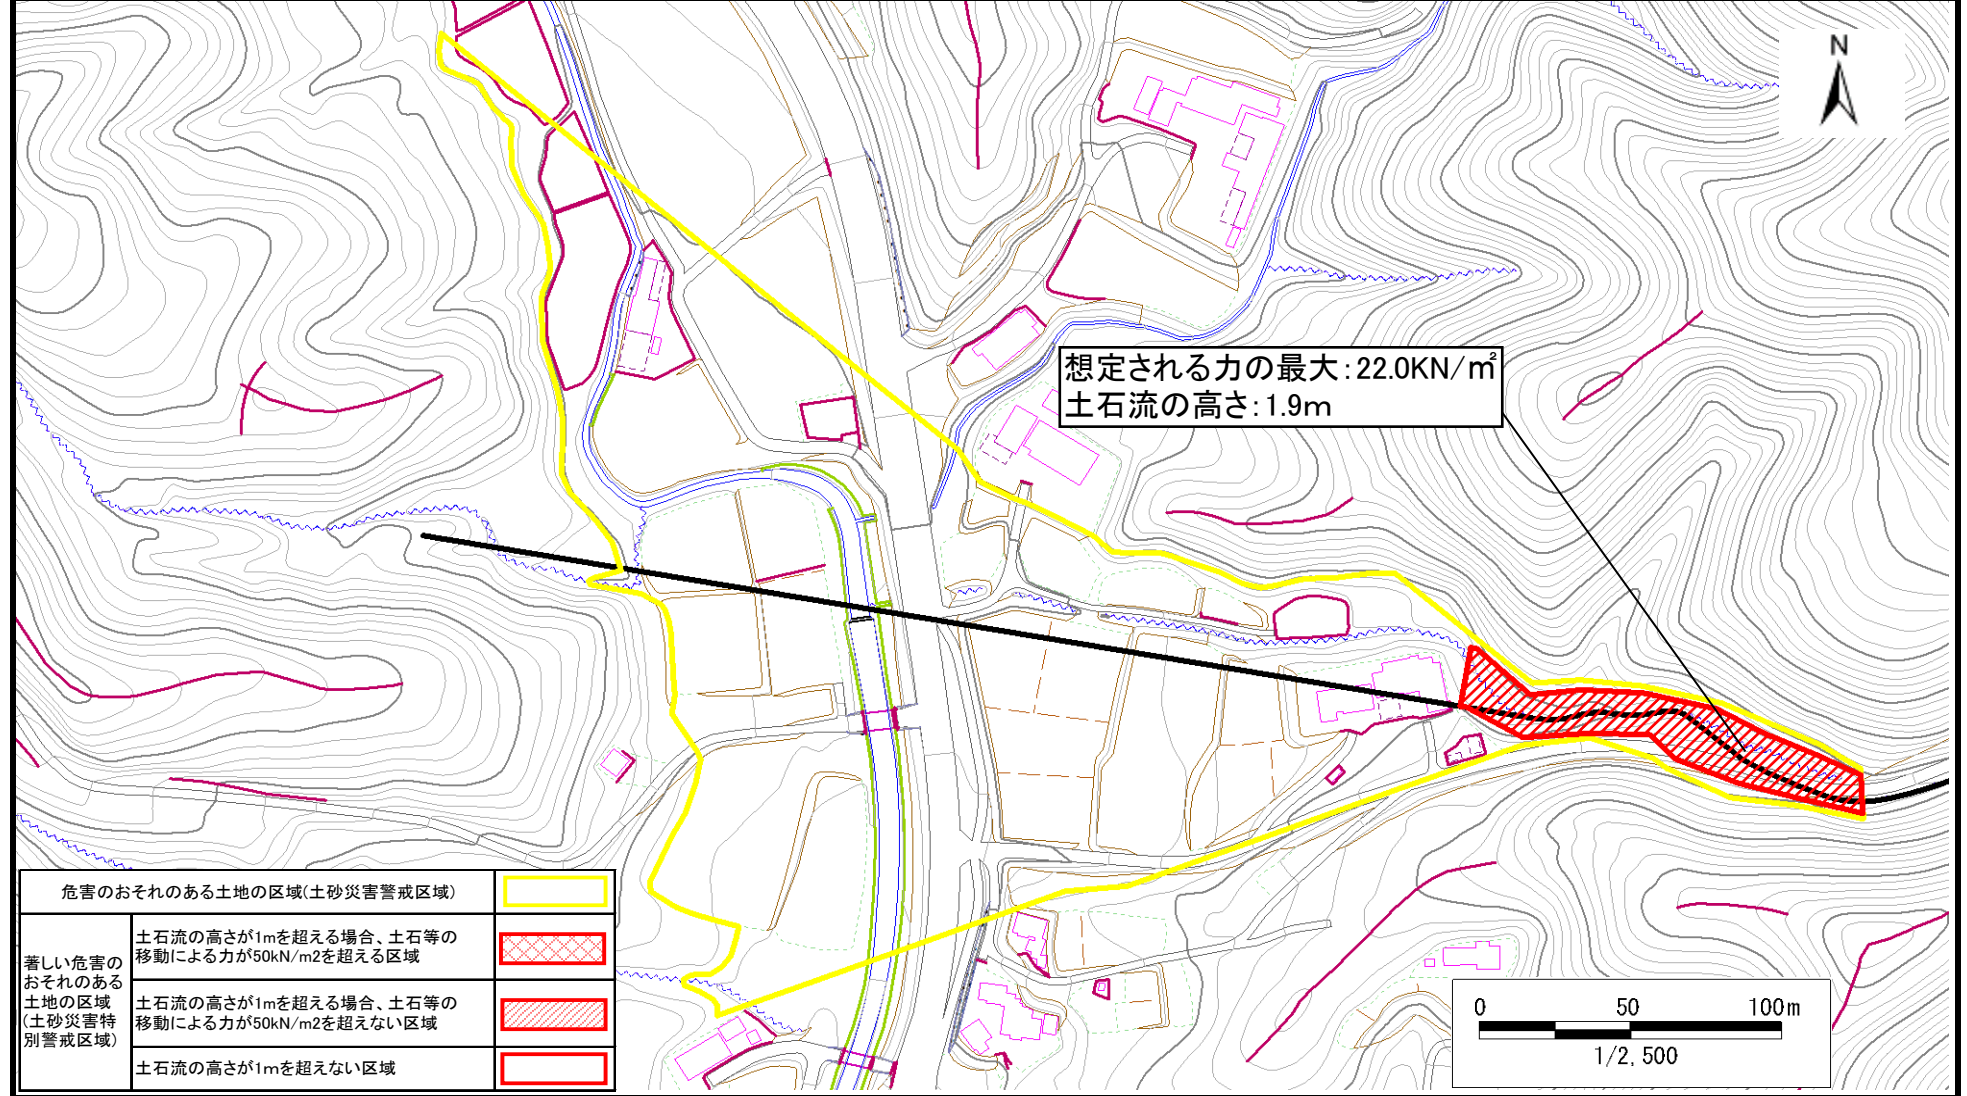 N
想定される力の最大:22.0KN/㎡
土石流の高さ:1.9m
危害のおそれのある土地の区域(土砂災害警戒区域)
著しい危害の
おそれのある
土地の区域
(土砂災害特
別警戒区域)
土石流の高さが1mを超える場合、土石等の
移動による力が50kN/m2を超える区域
土石流の高さが1mを超える場合、土石等の
移動による力が50kN/m2を超えない区域
土石流の高さが1mを超えない区域
0 50 100m
1/2,500